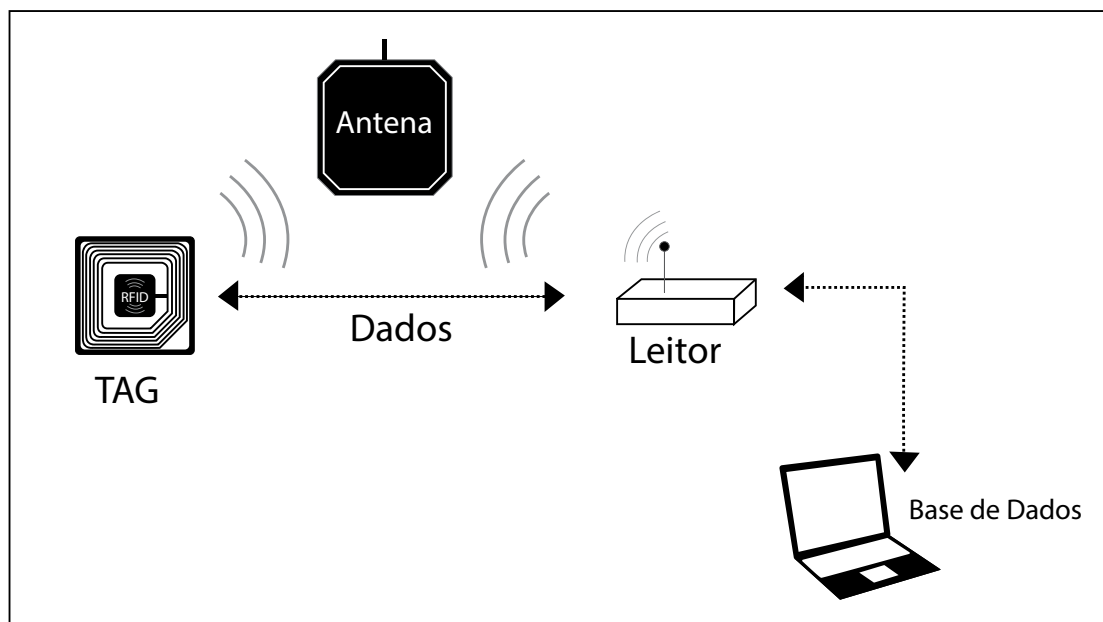 Antena
RFID
Dados
Leitor
TAG
Base de Dados